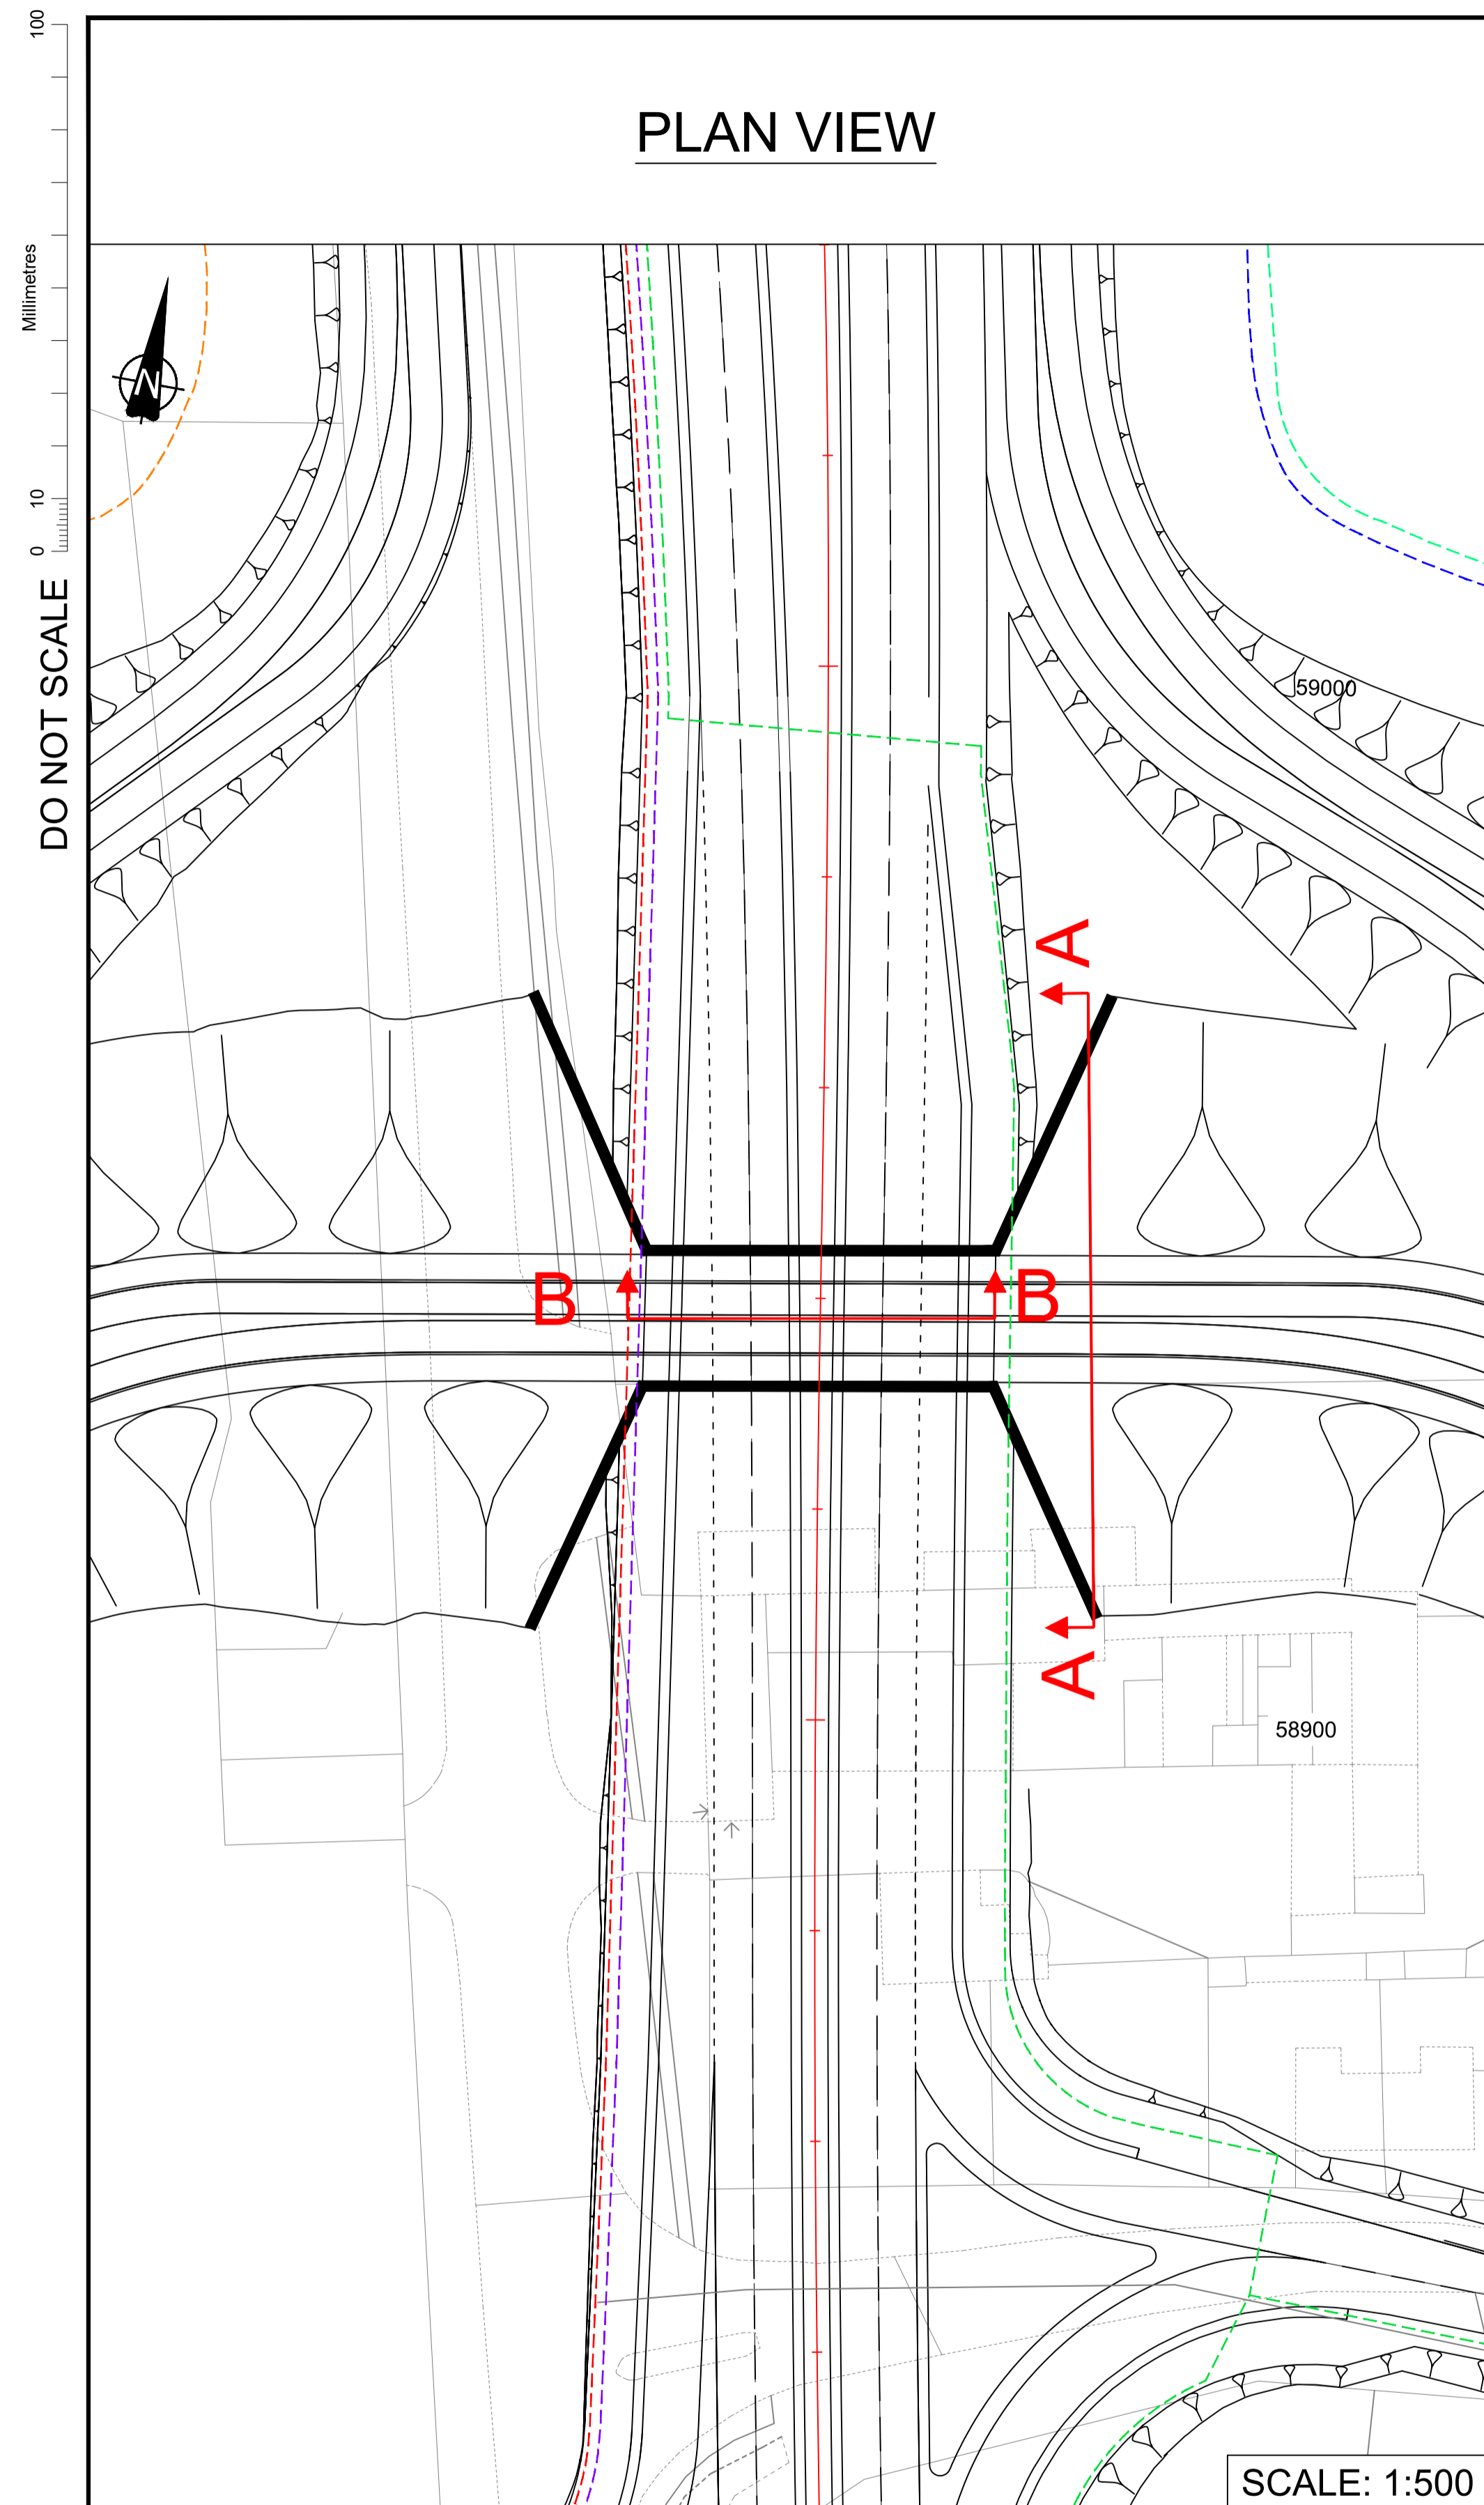 100
PLAN VIEW
Millimetres
N
10
0
DO NOT SCALE
59000
A
B
B
A
58900
SCALE: 1:500